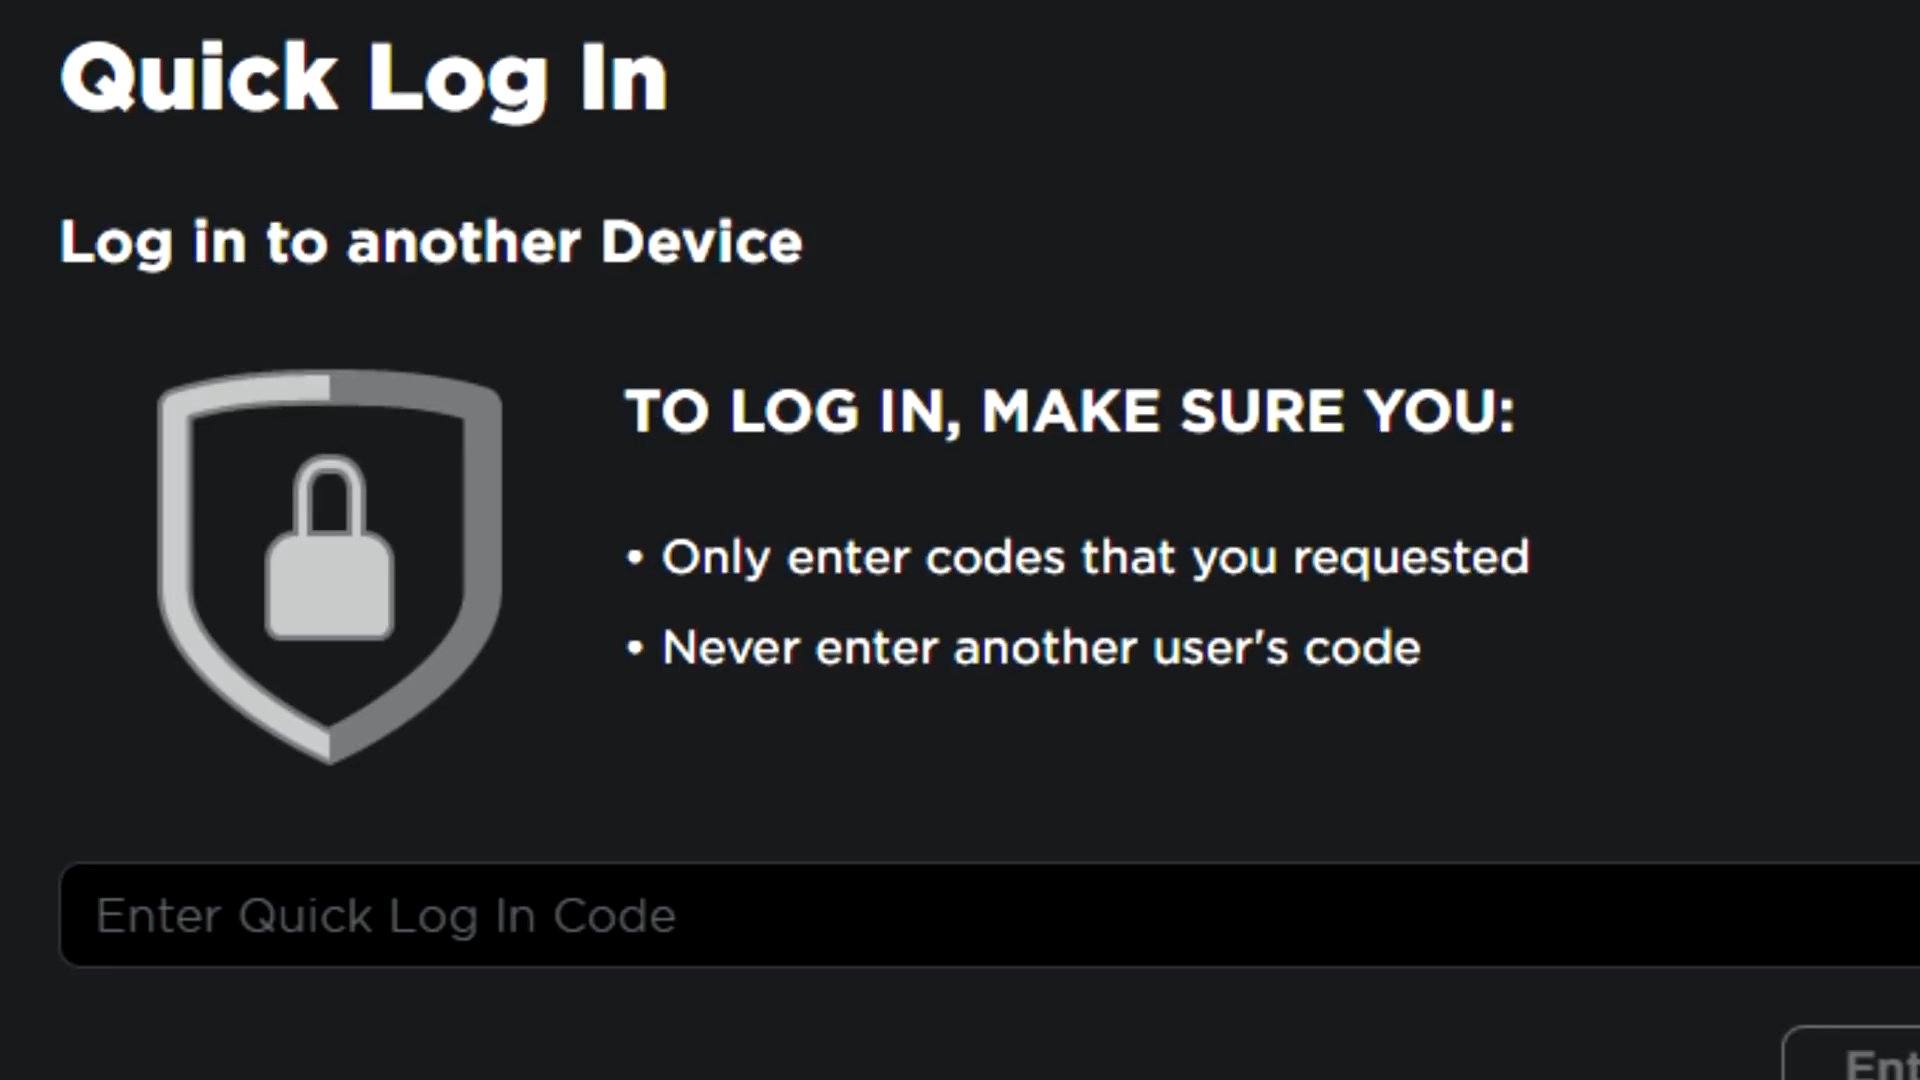 Quick Log In
Log in to another Device
TO LOG IN, MAKE SURE YOU:
• Only enter codes that you requested
• Never enter another user's code
Enter Quick Log In Code